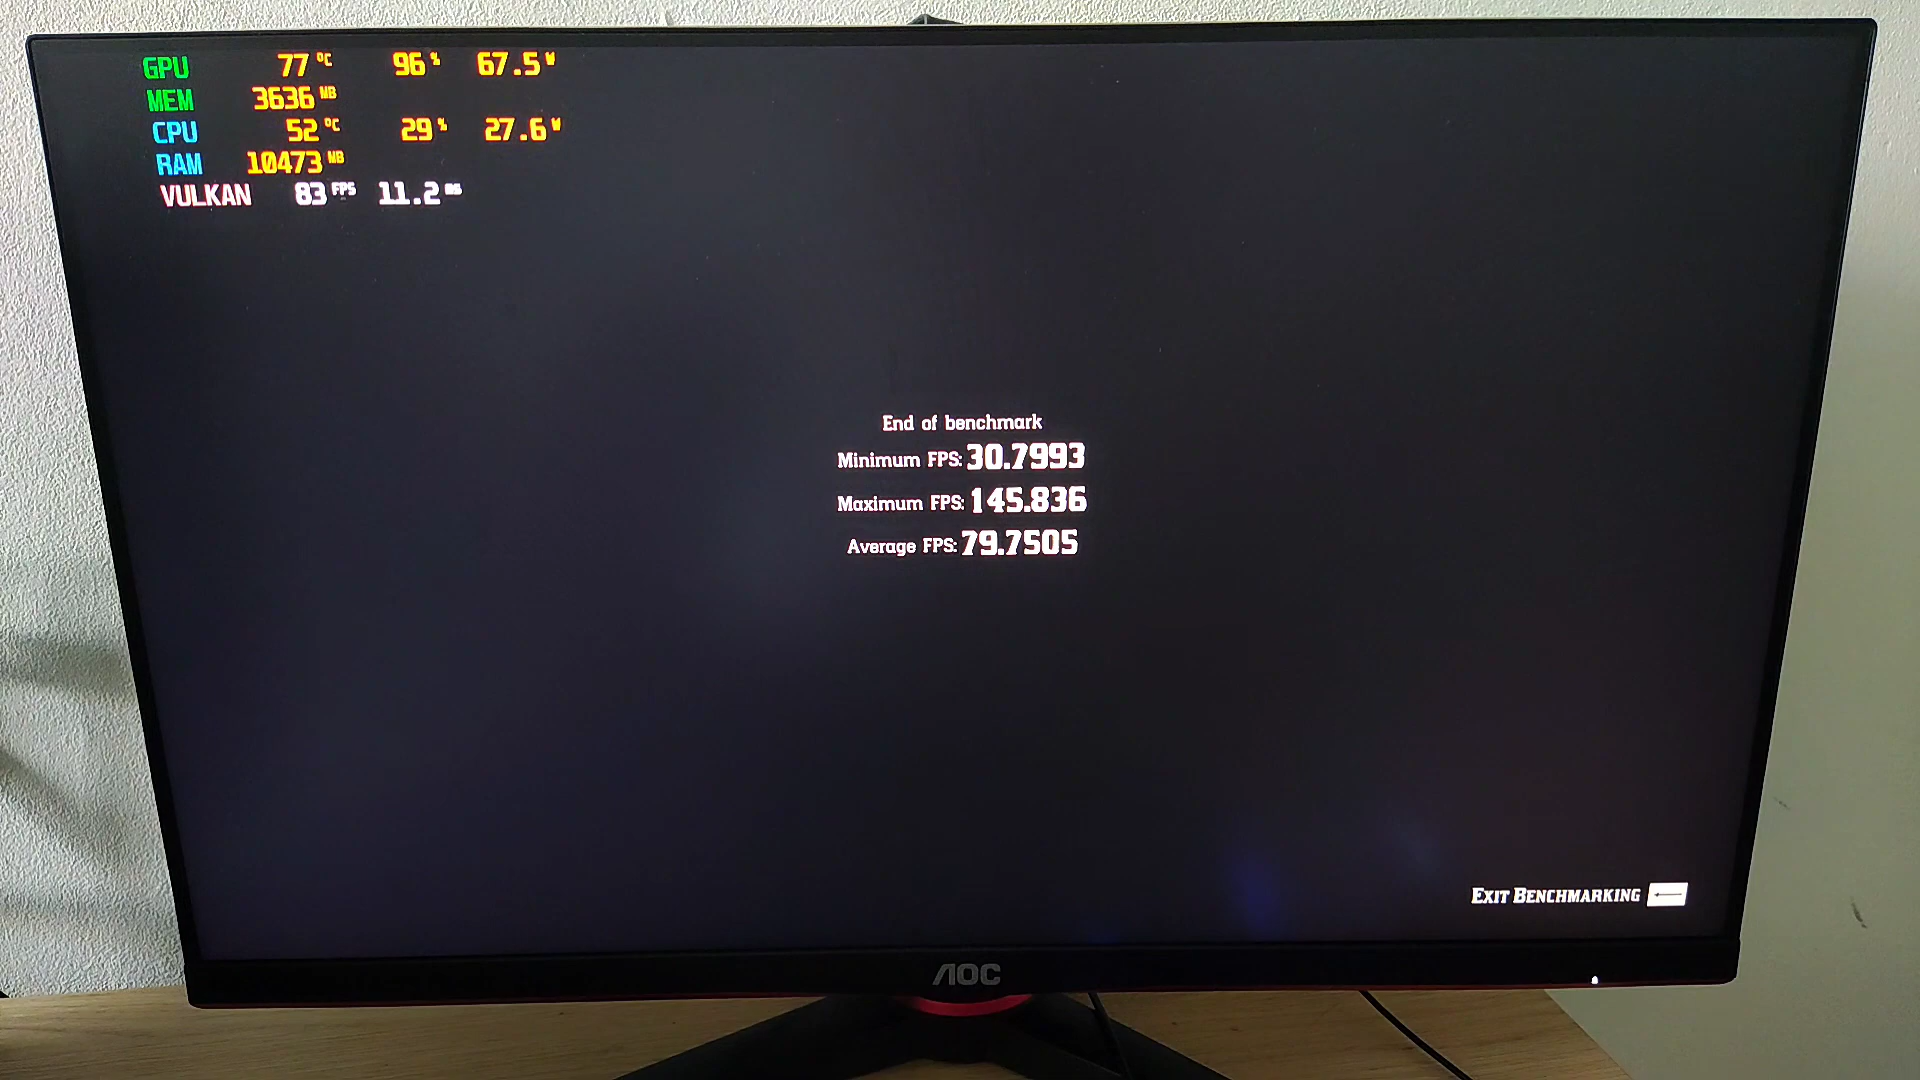 GPU 77 °C 96 % 67.5 W
MEM 3636 MB
CPU 52 °C 29 % 27.6 W
RAM 10473 MB
VULKAN 83 FPS 11.2 ms
End of benchmark
Minimum FPS: 30.7993
Maximum FPS: 145.836
Average FPS: 79.7505
EXIT BENCHMARKING
AOC